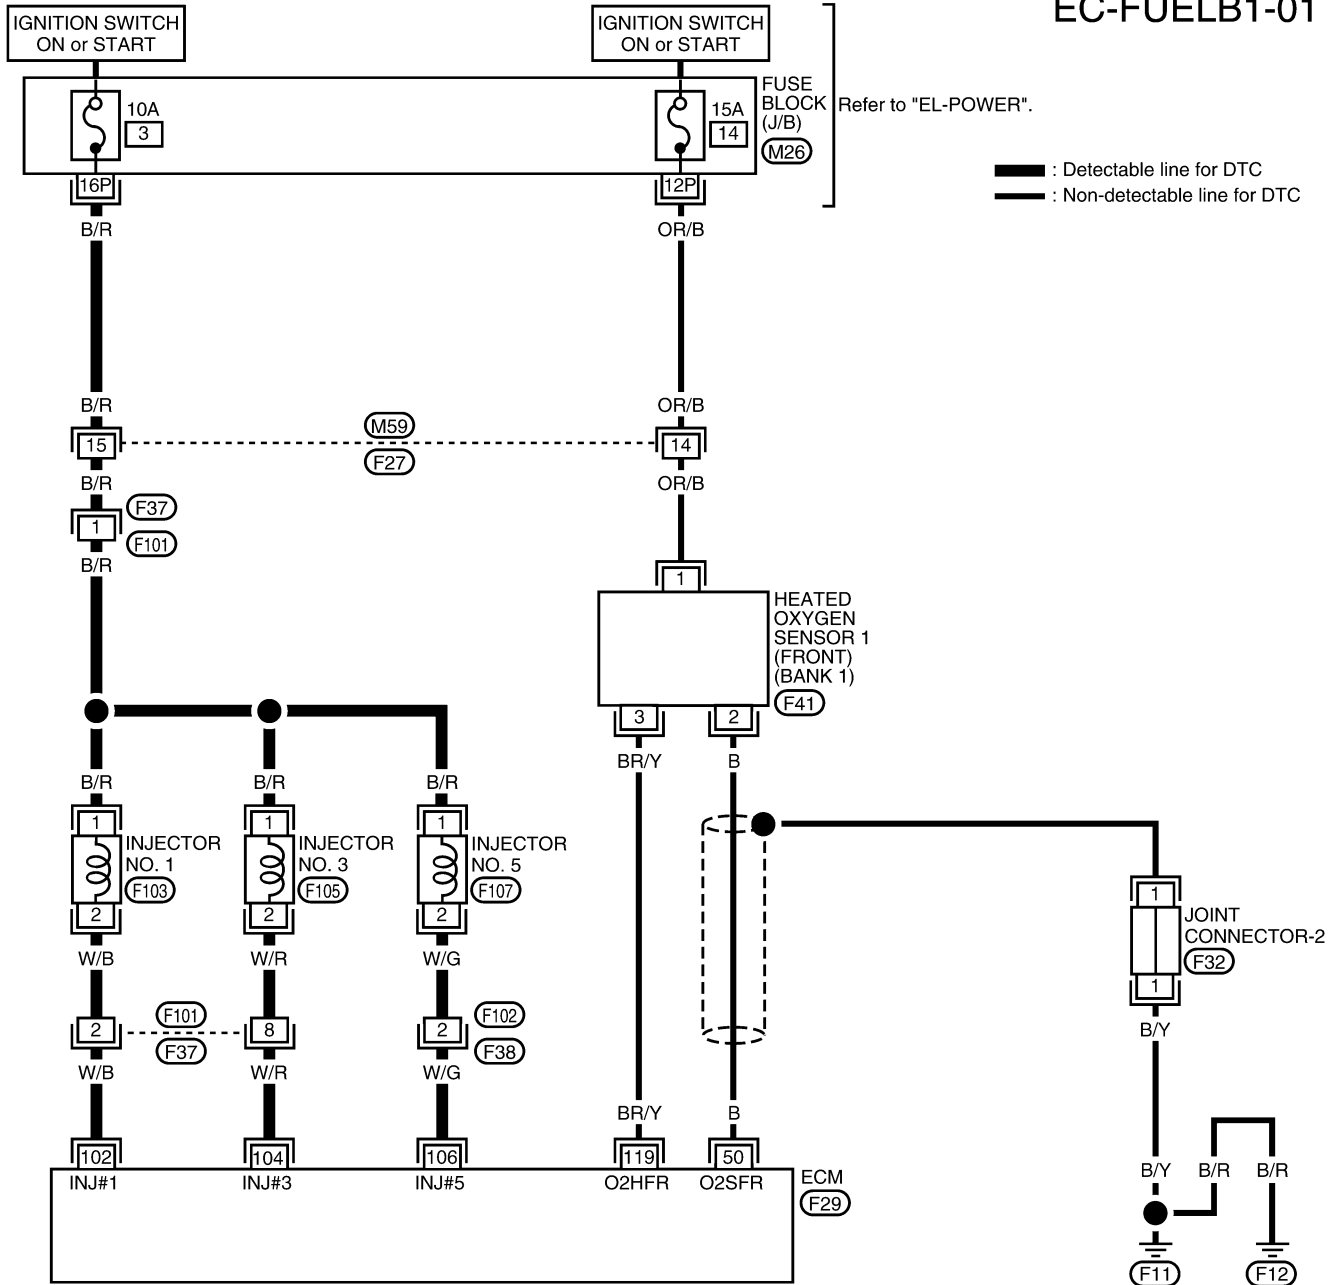 EC-FUELB1-01
IGNITION SWITCH
ON or START
IGNITION SWITCH
ON or START
10A
3
15A
14
FUSE
BLOCK
(J/B)
M26
Refer to "EL-POWER".
: Detectable line for DTC
: Non-detectable line for DTC
16P
12P
B/R
OR/B
B/R
OR/B
15
M59
F27
14
B/R
OR/B
1
F37
F101
B/R
1
HEATED
OXYGEN
SENSOR 1
(FRONT)
(BANK 1)
F41
3
2
BR/Y
B
B/R
B/R
B/R
1
INJECTOR
NO. 1
F103
2
1
INJECTOR
NO. 3
F105
2
1
INJECTOR
NO. 5
F107
2
1
JOINT
CONNECTOR-2
F32
1
W/B
W/R
W/G
B/Y
2
F101
F37
8
2
F102
F38
W/B
W/R
W/G
BR/Y
B
102
104
106
119
50
INJ#1
INJ#3
INJ#5
O2HFR
O2SFR
ECM
F29
B/Y
B/R
B/R
F11
F12